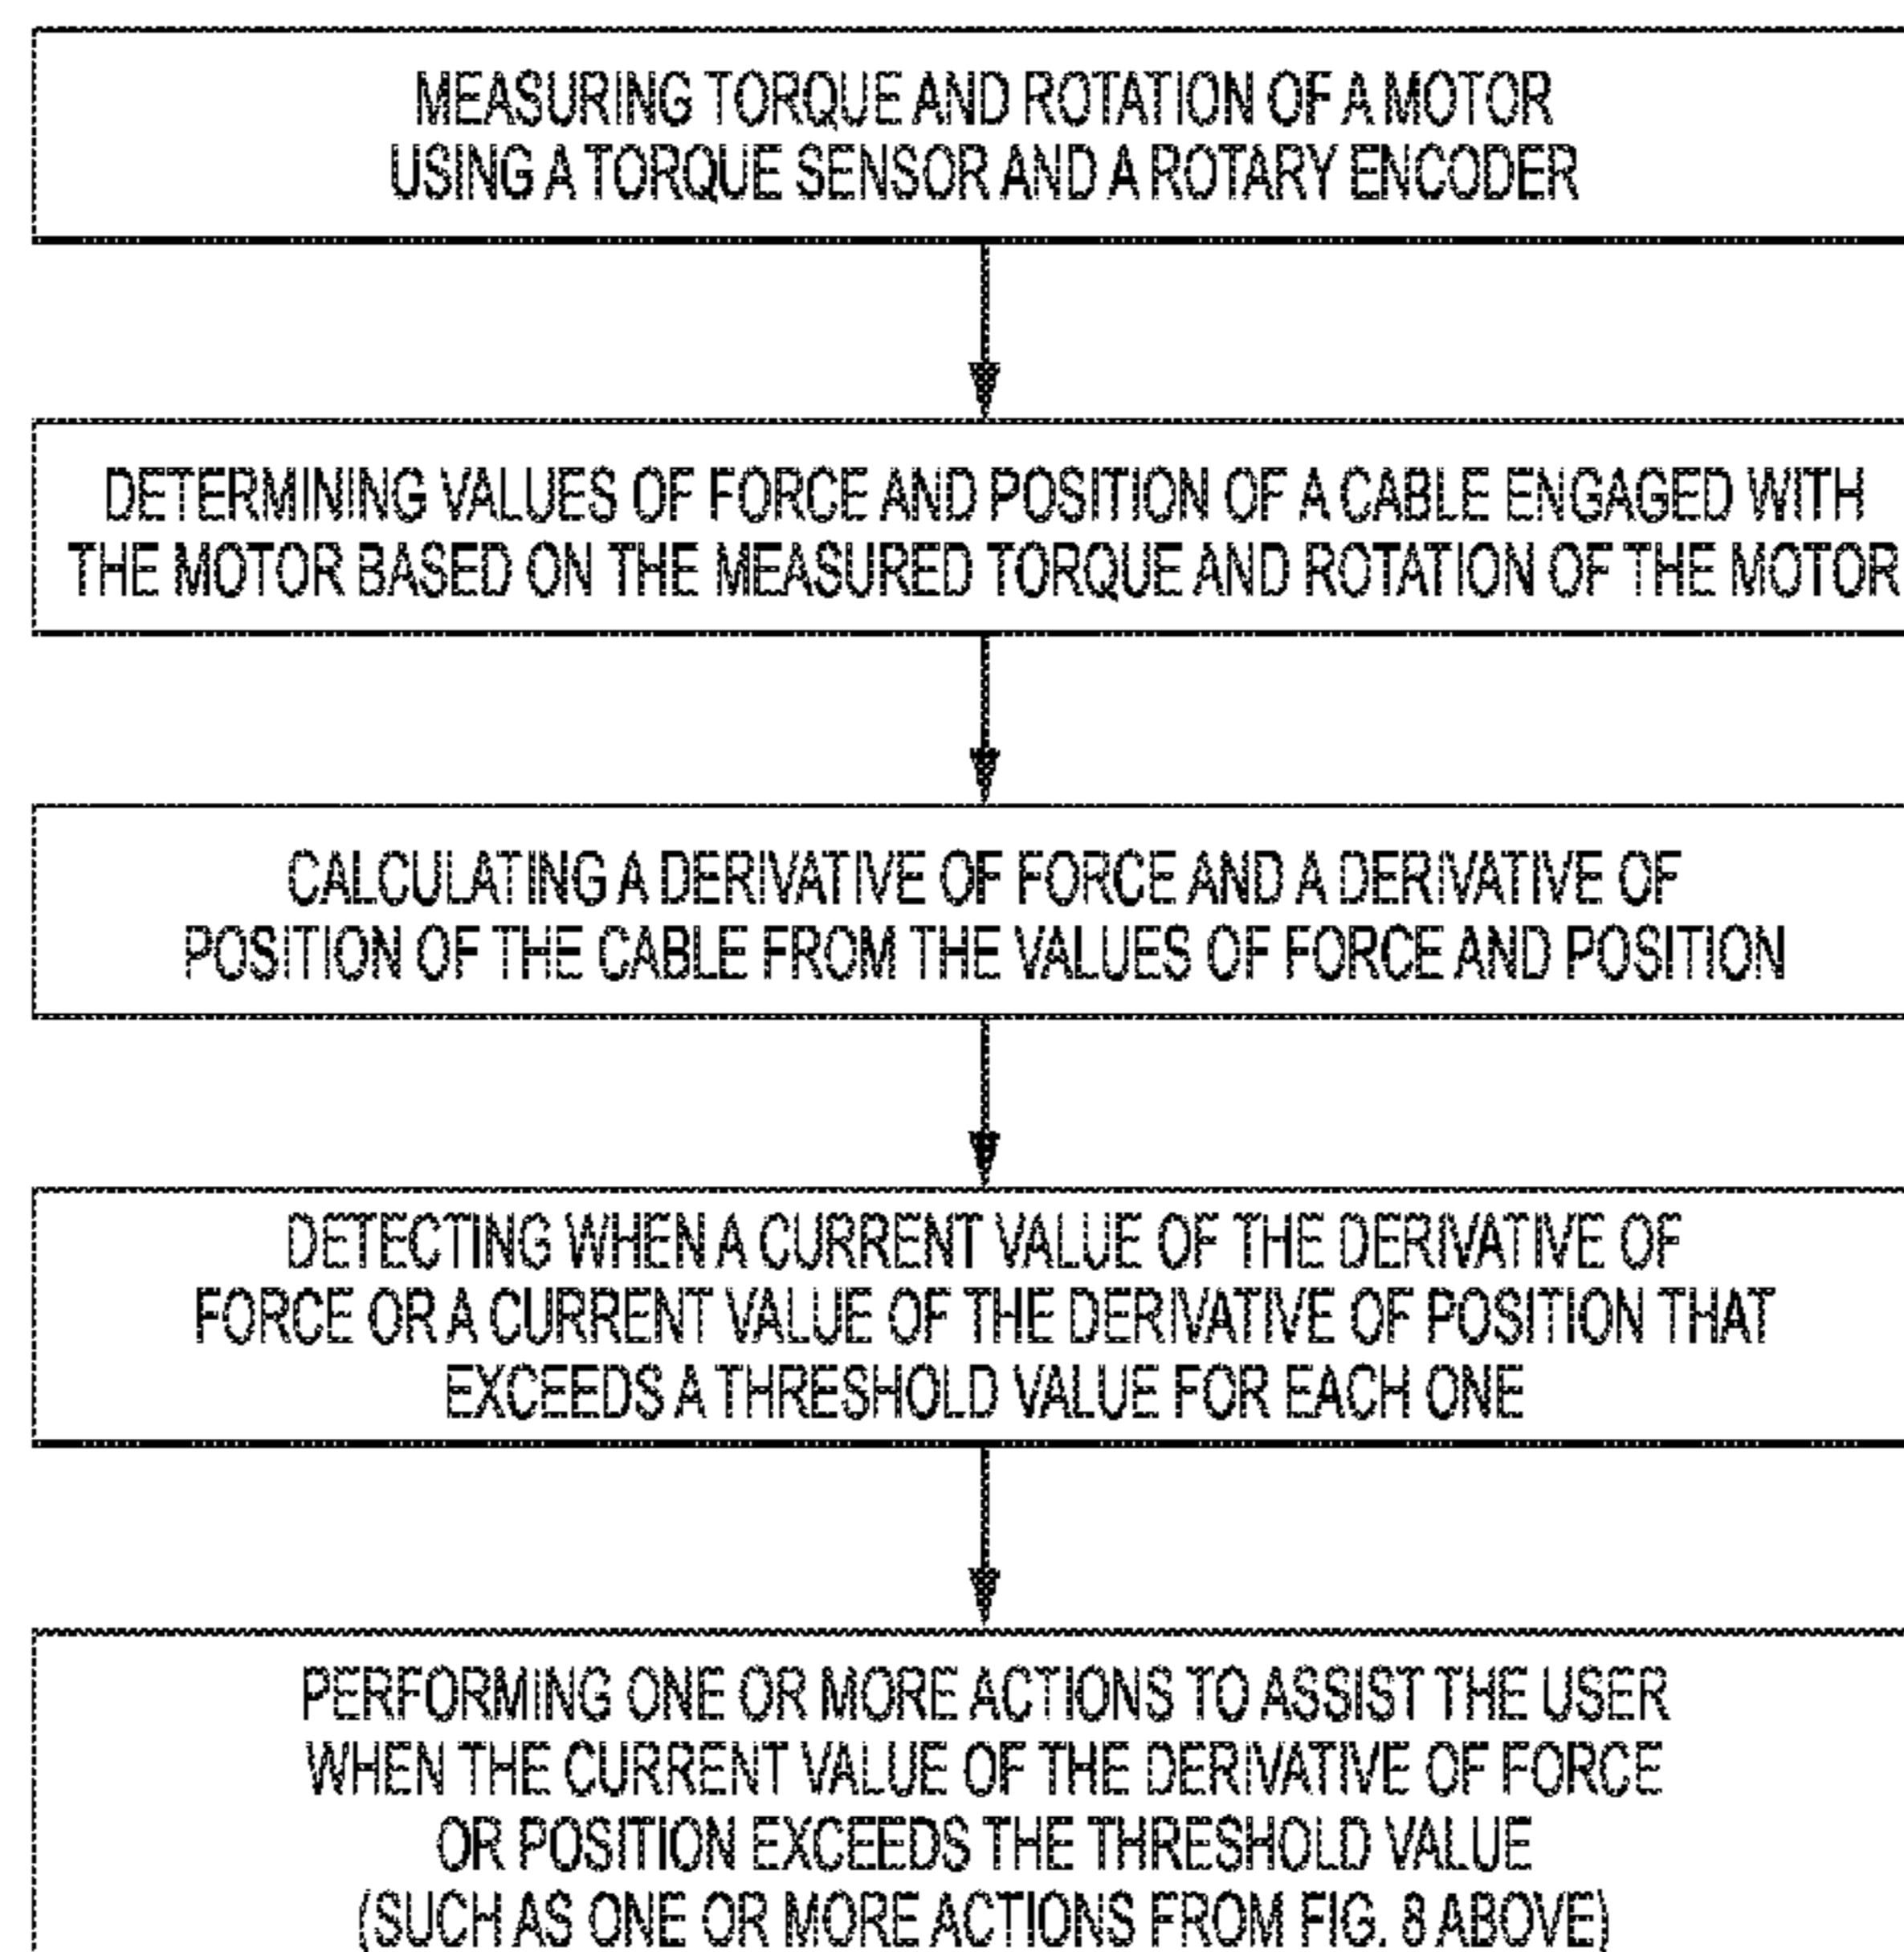 MEASURING TORQUE AND ROTATION OF A MOTOR
USING A TORQUE SENSOR AND A ROTARY ENCODER
DETERMINING VALUES OF FORCE AND POSITION OF A CABLE ENGAGED WITH
THE MOTOR BASED ON THE MEASURED TORQUE AND ROTATION OF THE MOTOR
CALCULATING A DERIVATIVE OF FORCE AND A DERIVATIVE OF
POSITION OF THE CABLE FROM THE VALUES OF FORCE AND POSITION
DETECTING WHEN A CURRENT VALUE OF THE DERIVATIVE OF
FORCE OR A CURRENT VALUE OF THE DERIVATIVE OF POSITION THAT
EXCEEDS A THRESHOLD VALUE FOR EACH ONE
PERFORMING ONE OR MORE ACTIONS TO ASSIST THE USER
WHEN THE CURRENT VALUE OF THE DERIVATIVE OF FORCE
OR POSITION EXCEEDS THE THRESHOLD VALUE
(SUCH AS ONE OR MORE ACTIONS FROM FIG. 8 ABOVE)